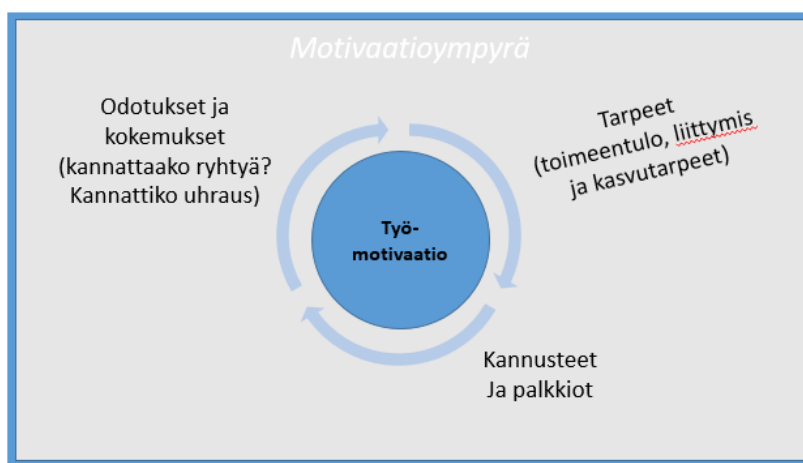 Motivaatioympyrä
Odotukset ja
kokemukset
(kannattaako ryhtyä?
Kannattiko uhraus)
Tarpeet
(toimeentulo, liittymis
ja kasvutarpeet)
Työ-
motivaatio
Kannusteet
Ja palkkiot